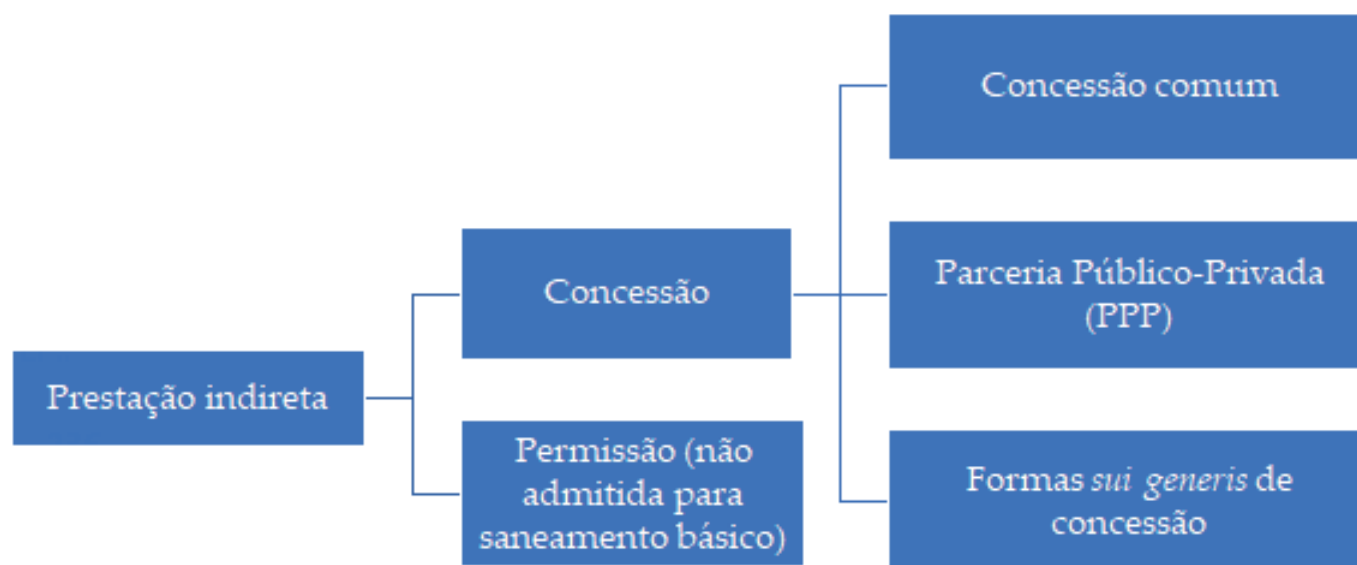 Prestação indireta
Concessão
Permissão (não
admitida para
saneamento básico)
Concessão comum
Parceria Público-Privada
(PPP)
Formas sui generis de
concessão